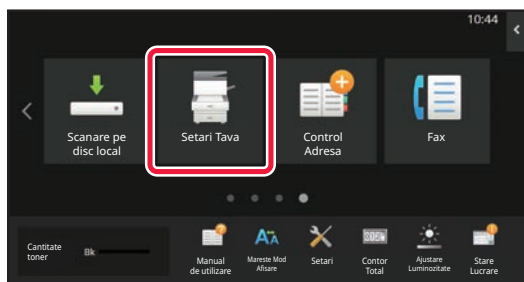 10:44
Scanare pe
disc local
Setari Tava
Control
Adresa
Fax
Cantitate
toner
Bk
Manual
de utilizare
Mareste Mod
Afisare
Setari
Contor
Total
Ajustare
Luminozitate
Stare
Lucrare